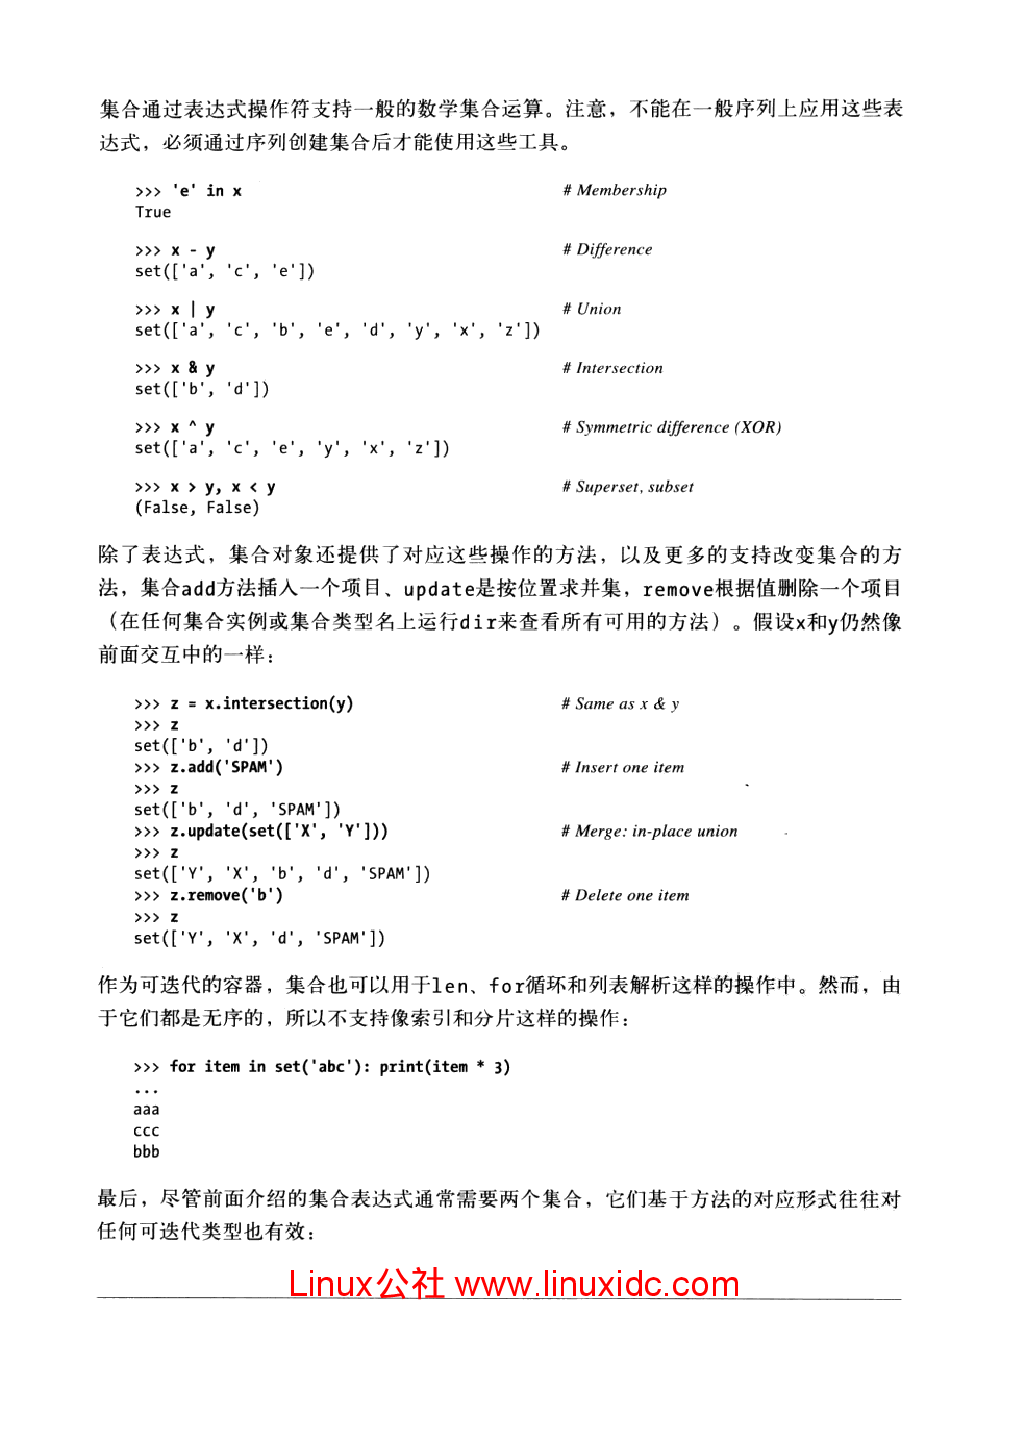 集合通过表达式操作符支持一般的数学集合运算。注意，不能在一般序列上应用这些表
达式，必须通过序列创建集合后才能使用这些工具。
>>> 'e' in x # Membership
True
>>> x - y # Difference
set(['a', 'c', 'e'])
>>> x | y # Union
set(['a', 'c', 'b', 'e', 'd', 'y', 'x', 'z'])
>>> x & y # Intersection
set(['b', 'd'])
>>> x ^ y # Symmetric difference (XOR)
set(['a', 'c', 'e', 'y', 'x', 'z'])
>>> x > y, x < y # Superset, subset
(False, False)
除了表达式，集合对象还提供了对应这些操作的方法，以及更多的支持改变集合的方
法，集合add方法插入一个项目、update是按位置求并集，remove根据值删除一个项目
（在任何集合实例或集合类型名上运行dir来查看所有可用的方法）。假设x和y仍然像
前面交互中的一样：
>>> z = x.intersection(y) # Same as x & y
>>> z
set(['b', 'd'])
>>> z.add('SPAM') # Insert one item
>>> z
set(['b', 'd', 'SPAM'])
>>> z.update(set(['X', 'Y'])) # Merge: in-place union
>>> z
set(['Y', 'X', 'b', 'd', 'SPAM'])
>>> z.remove('b') # Delete one item
>>> z
set(['Y', 'X', 'd', 'SPAM'])
作为可迭代的容器，集合也可以用于len、for循环和列表解析这样的操作中。然而，由
于它们都是无序的，所以不支持像索引和分片这样的操作：
>>> for item in set('abc'): print(item * 3)
...
aaa
ccc
bbb
最后，尽管前面介绍的集合表达式通常需要两个集合，它们基于方法的对应形式往往对
任何可迭代类型也有效：
Linux公社 www.linuxidc.com